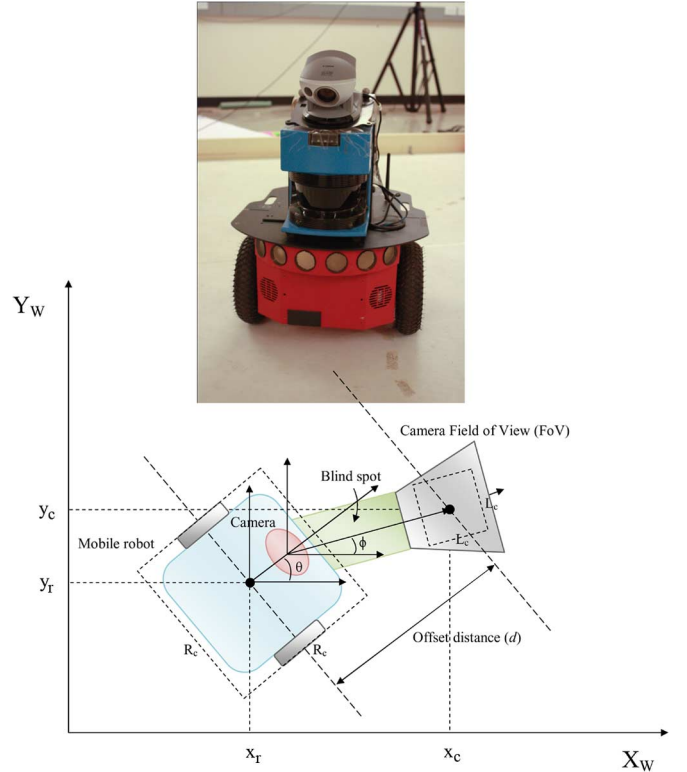 Y_W
Camera Field of View (FoV)
Blind spot
L_c
y_c
Camera
Mobile robot
L_c
ϕ
θ
y_r
Offset distance (d)
R_c
R_c
x_r
x_c
X_W